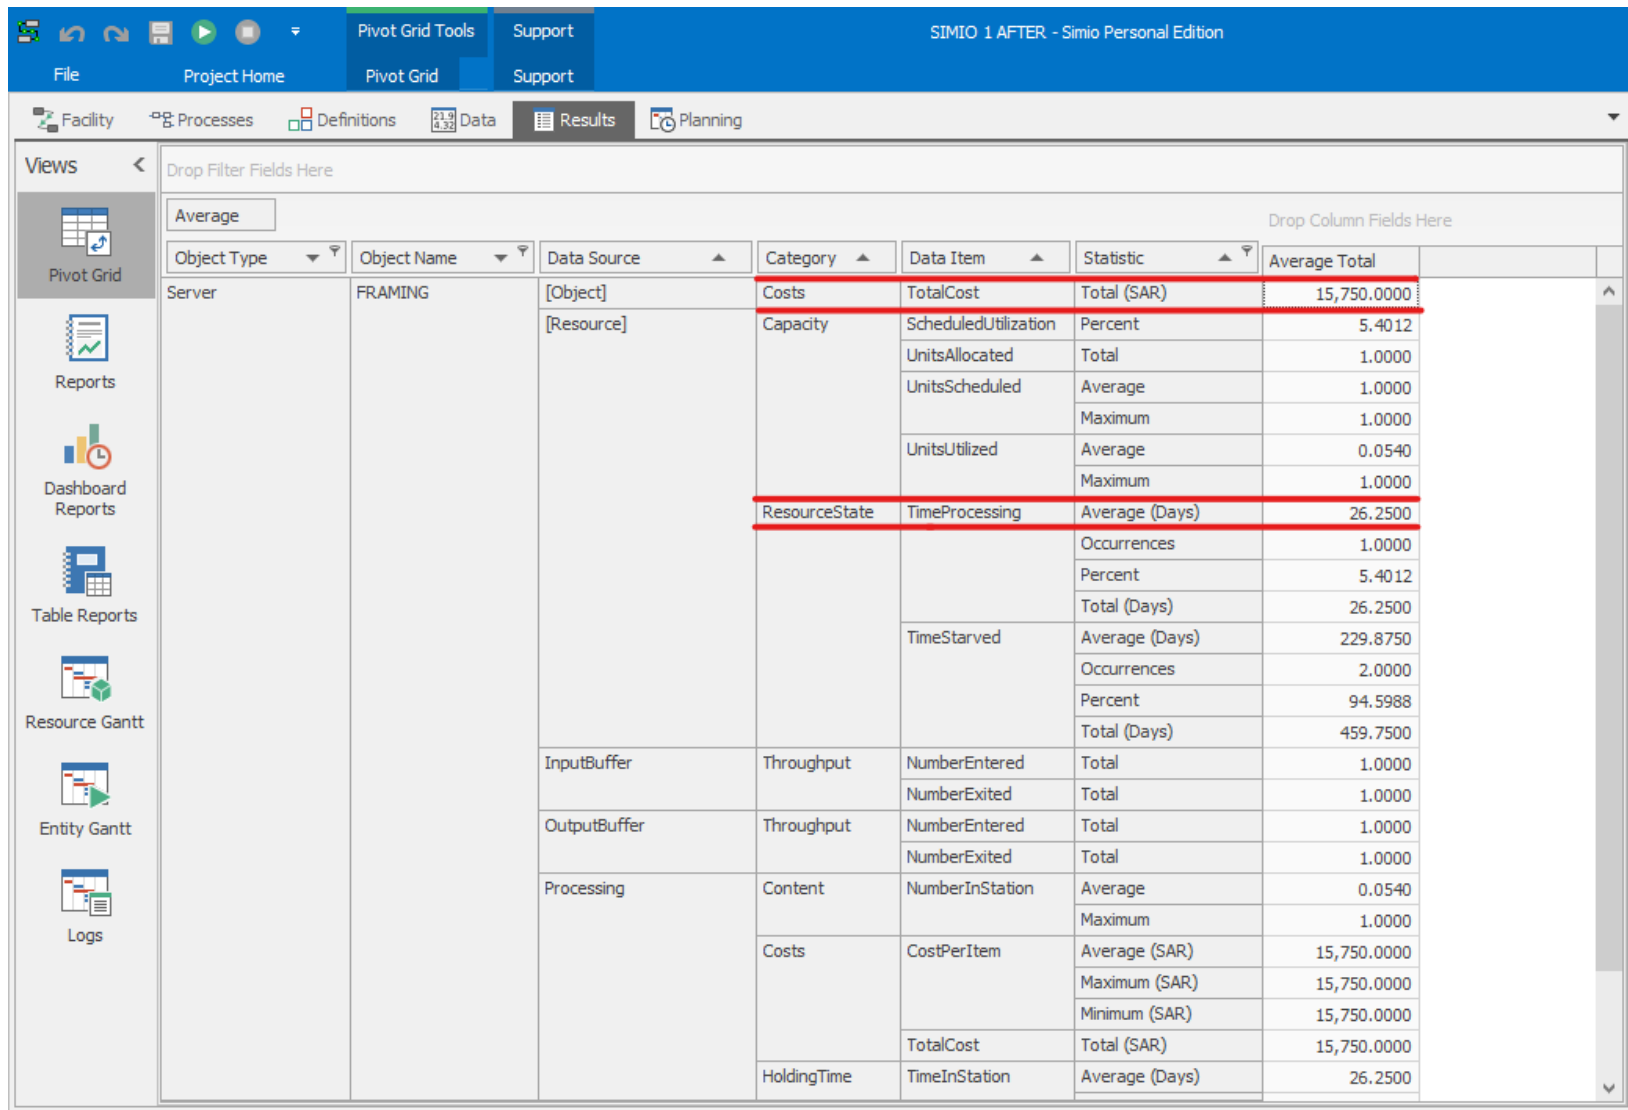 Pivot Grid Tools Support SIMIO 1 AFTER - Simio Personal Edition
File Project Home Pivot Grid Support
Facility Processes Definitions 21.9 4.32 Data Results Planning
Views Drop Filter Fields Here
Average Drop Column Fields Here
Object Type Object Name Data Source Category Data Item Statistic Average Total
Pivot Grid
Server FRAMING [Object] Costs TotalCost Total (SAR) 15,750.0000
[Resource] Capacity ScheduledUtilization Percent 5.4012
UnitsAllocated Total 1.0000
Reports
UnitsScheduled Average 1.0000
Maximum 1.0000
UnitsUtilized Average 0.0540
Dashboard
Reports
Maximum 1.0000
ResourceState TimeProcessing Average (Days) 26.2500
Occurrences 1.0000
Percent 5.4012
Table Reports
Total (Days) 26.2500
TimeStarved Average (Days) 229.8750
Occurrences 2.0000
Percent 94.5988
Resource Gantt
Total (Days) 459.7500
InputBuffer Throughput NumberEntered Total 1.0000
NumberExited Total 1.0000
Entity Gantt
OutputBuffer Throughput NumberEntered Total 1.0000
NumberExited Total 1.0000
Processing Content NumberInStation Average 0.0540
Maximum 1.0000
Logs
Costs CostPerItem Average (SAR) 15,750.0000
Maximum (SAR) 15,750.0000
Minimum (SAR) 15,750.0000
TotalCost Total (SAR) 15,750.0000
HoldingTime TimeInStation Average (Days) 26.2500